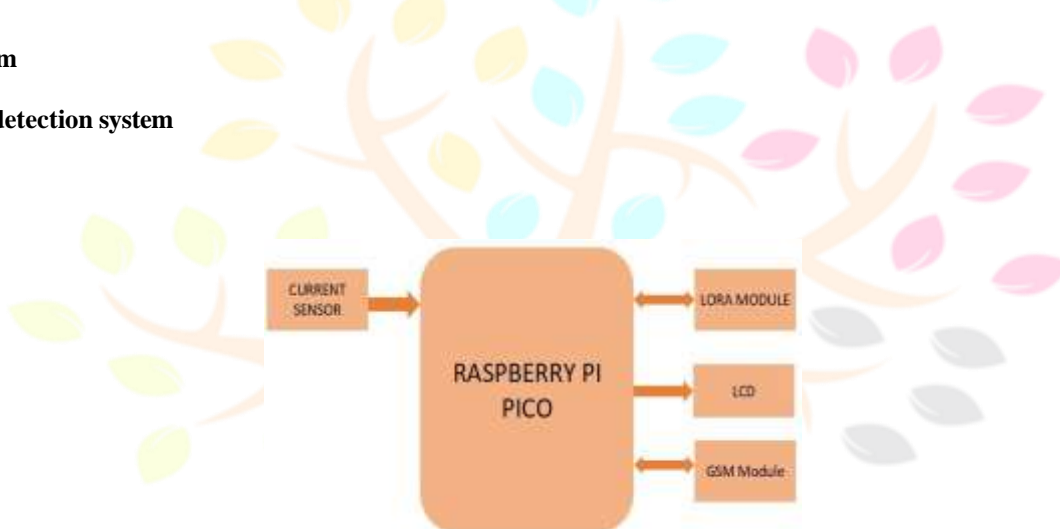 detection system
CURRENT
SENSOR
LORA MODULE
RASPBERRY PI
PICO
LCD
GSM Module